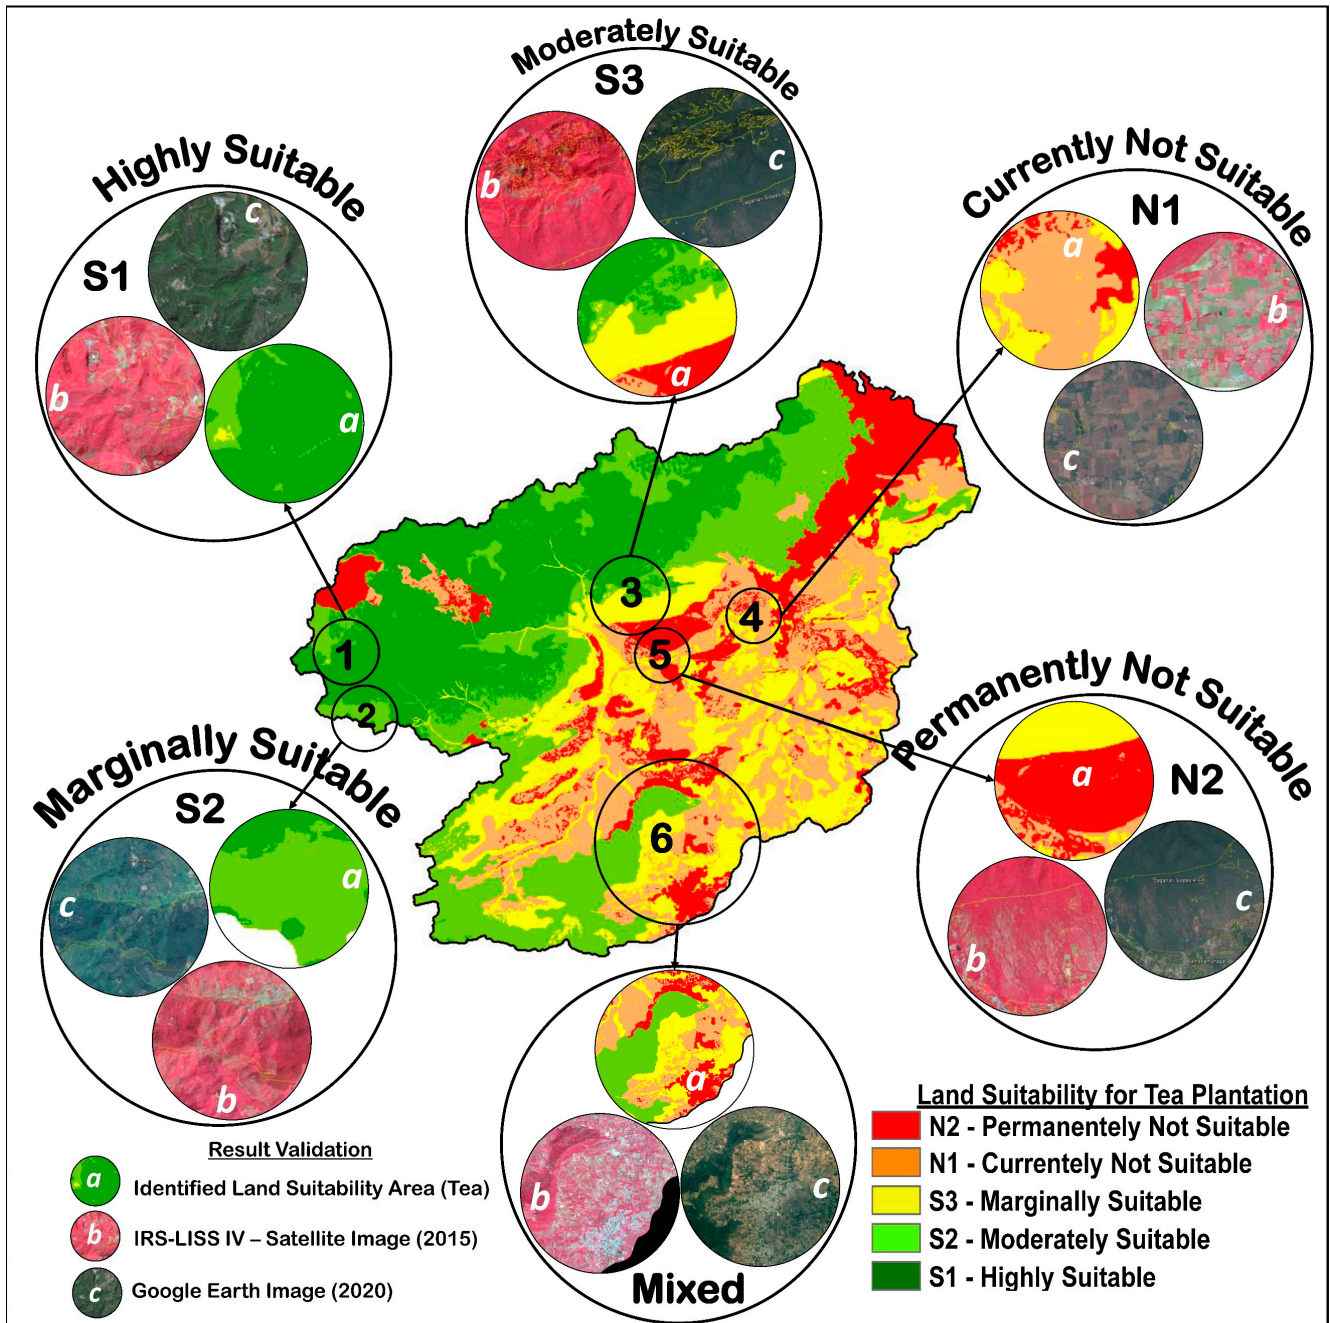 Moderately Suitable
S3
b
c
a
Highly Suitable
S1
c
b
a
Currently Not Suitable
N1
a
b
c
1
2
3
4
5
6
Marginally Suitable
S2
a
c
b
Permanently Not Suitable
N2
a
b
c
a
b
c
Mixed
Result Validation
a
Identified Land Suitability Area (Tea)
b
IRS-LISS IV – Satellite Image (2015)
c
Google Earth Image (2020)
Land Suitability for Tea Plantation
N2 - Permanentely Not Suitable
N1 - Currentely Not Suitable
S3 - Marginally Suitable
S2 - Moderately Suitable
S1 - Highly Suitable